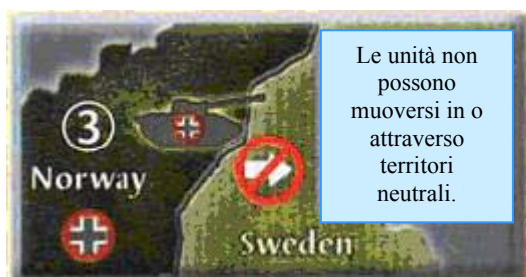 Le unità non
possono
muoversi in o
attraverso
territori
neutrali.
3
Norway
Sweden